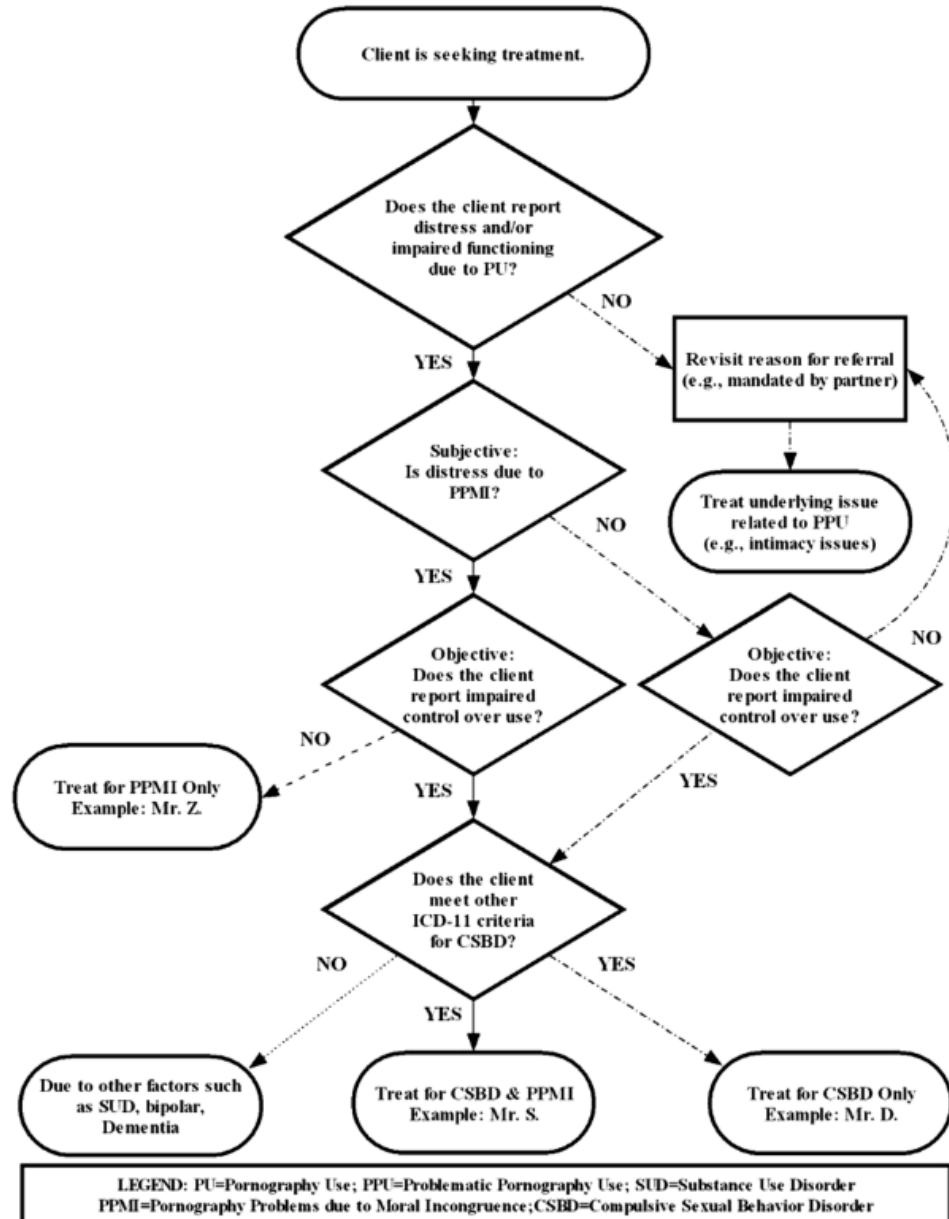 Client is seeking treatment.
Does the client report
distress and/or
impaired functioning
due to PU?
NO
YES
Revisit reason for referral
(e.g., mandated by partner)
Subjective:
Is distress due to
PPMI?
Treat underlying issue
related to PPU
(e.g., intimacy issues)
NO
YES
Objective:
Does the client
report impaired
control over use?
Objective:
Does the client
report impaired
control over use?
NO
NO
Treat for PPMI Only
Example: Mr. Z.
YES
YES
Does the client
meet other
ICD-11 criteria
for CSBD?
NO
YES
YES
Due to other factors such
as SUD, bipolar,
Dementia
Treat for CSBD & PPMI
Example: Mr. S.
Treat for CSBD Only
Example: Mr. D.
LEGEND: PU=Pornography Use; PPU=Problematic Pornography Use; SUD=Substance Use Disorder
PPMI=Pornography Problems due to Moral Incongruence;CSBD=Compulsive Sexual Behavior Disorder